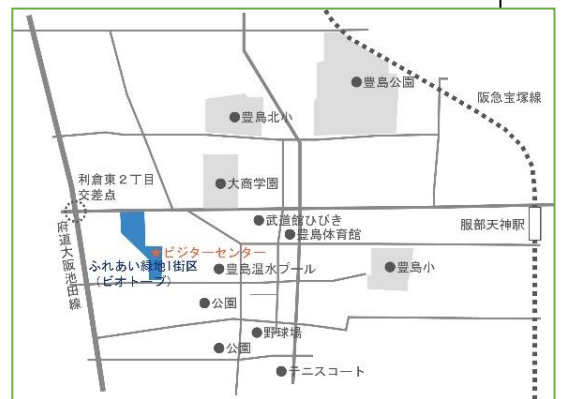 豊島公園
阪急宝塚線
豊島北小
利倉東2丁目
交差点
大商学園
武道館ひびき
豊島体育館
服部天神駅
府道大阪池田線
ビジターセンター
ふれあい緑地1街区
(ビオトープ)
豊島温水プール
豊島小
公園
野球場
公園
テニスコート